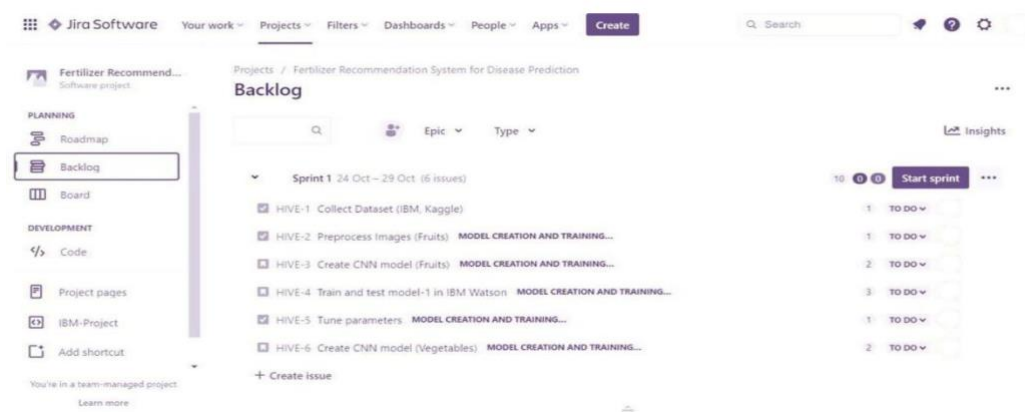 Jira Software Your work Projects Filters Dashboards People Apps Create Search
Fertilizer Recommend...
Software project
PLANNING
Roadmap
Backlog
Board
DEVELOPMENT
Code
Project pages
IBM-Project
Add shortcut
You're in a team-managed project
Learn more
Projects / Fertilizer Recommendation System for Disease Prediction
Backlog
Epic Type Insights
Sprint 1 24 Oct – 29 Oct (6 issues) 10 0 0 Start sprint
HIVE-1 Collect Dataset (IBM, Kaggle) 1 TO DO
HIVE-2 Preprocess Images (Fruits) MODEL CREATION AND TRAINING... 1 TO DO
HIVE-3 Create CNN model (Fruits) MODEL CREATION AND TRAINING... 2 TO DO
HIVE-4 Train and test model-1 in IBM Watson MODEL CREATION AND TRAINING... 3 TO DO
HIVE-5 Tune parameters MODEL CREATION AND TRAINING... 1 TO DO
HIVE-6 Create CNN model (Vegetables) MODEL CREATION AND TRAINING... 2 TO DO
+ Create issue